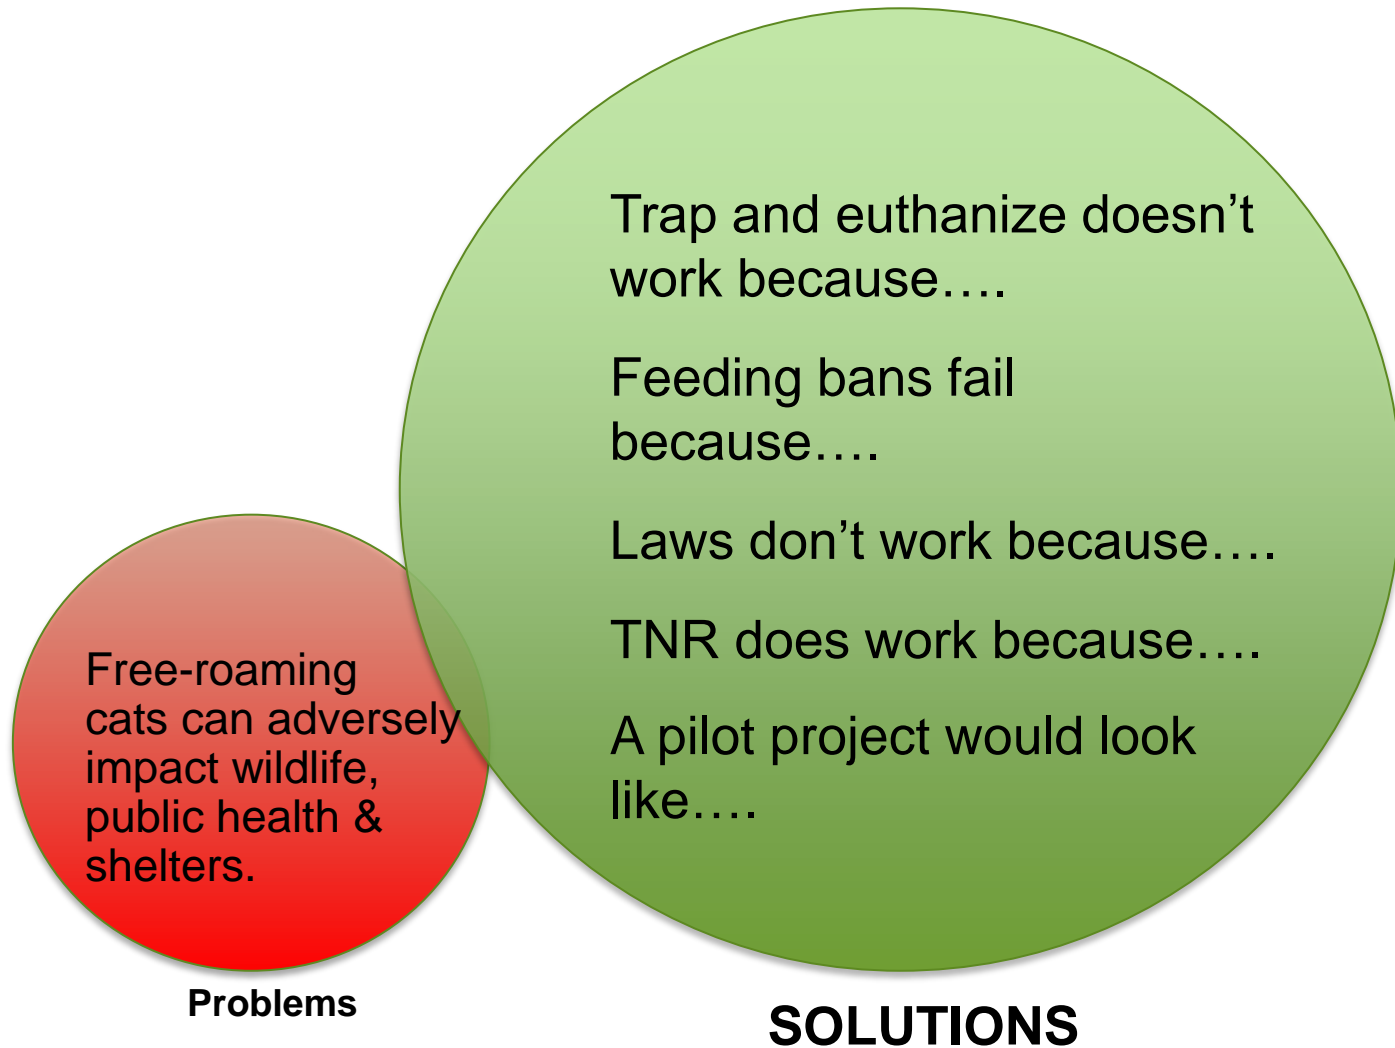 Trap and euthanize doesn’t
work because….
Feeding bans fail
because….
Laws don’t work because….
TNR does work because….
A pilot project would look
like….
Free-roaming
cats can adversely
impact wildlife,
public health &
shelters.
Problems
SOLUTIONS